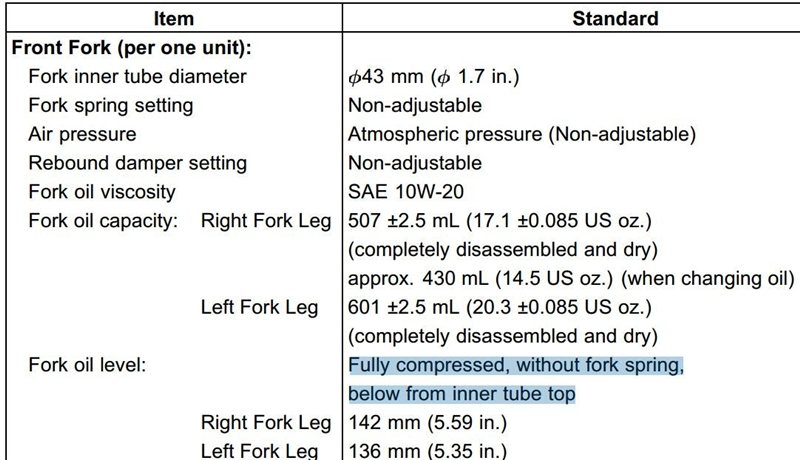 Item Standard
Front Fork (per one unit):
Fork inner tube diameter ϕ43 mm (ϕ 1.7 in.)
Fork spring setting Non-adjustable
Air pressure Atmospheric pressure (Non-adjustable)
Rebound damper setting Non-adjustable
Fork oil viscosity SAE 10W-20
Fork oil capacity: Right Fork Leg 507 ±2.5 mL (17.1 ±0.085 US oz.)
(completely disassembled and dry)
approx. 430 mL (14.5 US oz.) (when changing oil)
Left Fork Leg 601 ±2.5 mL (20.3 ±0.085 US oz.)
(completely disassembled and dry)
Fork oil level: Fully compressed, without fork spring,
below from inner tube top
Right Fork Leg 142 mm (5.59 in.)
Left Fork Leg 136 mm (5.35 in.)